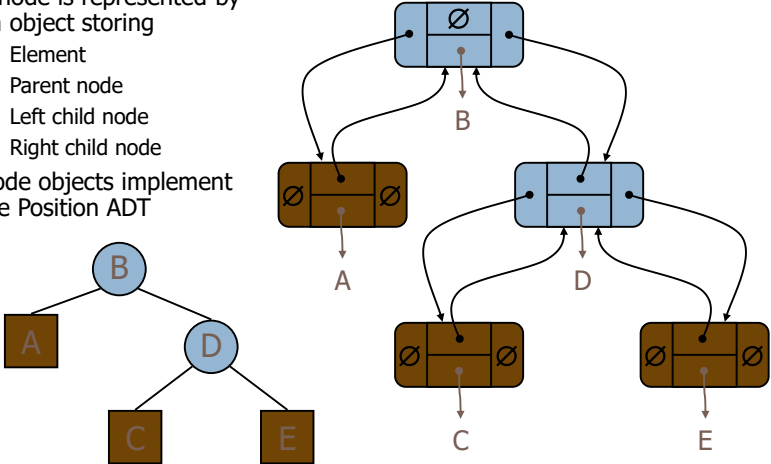 node is represented by
object storing
Element
Parent node
Left child node
Right child node
objects implement
Position ADT
∅
B
∅ ∅
A
D
∅ ∅
∅ ∅
C
E
B
A
D
C
E